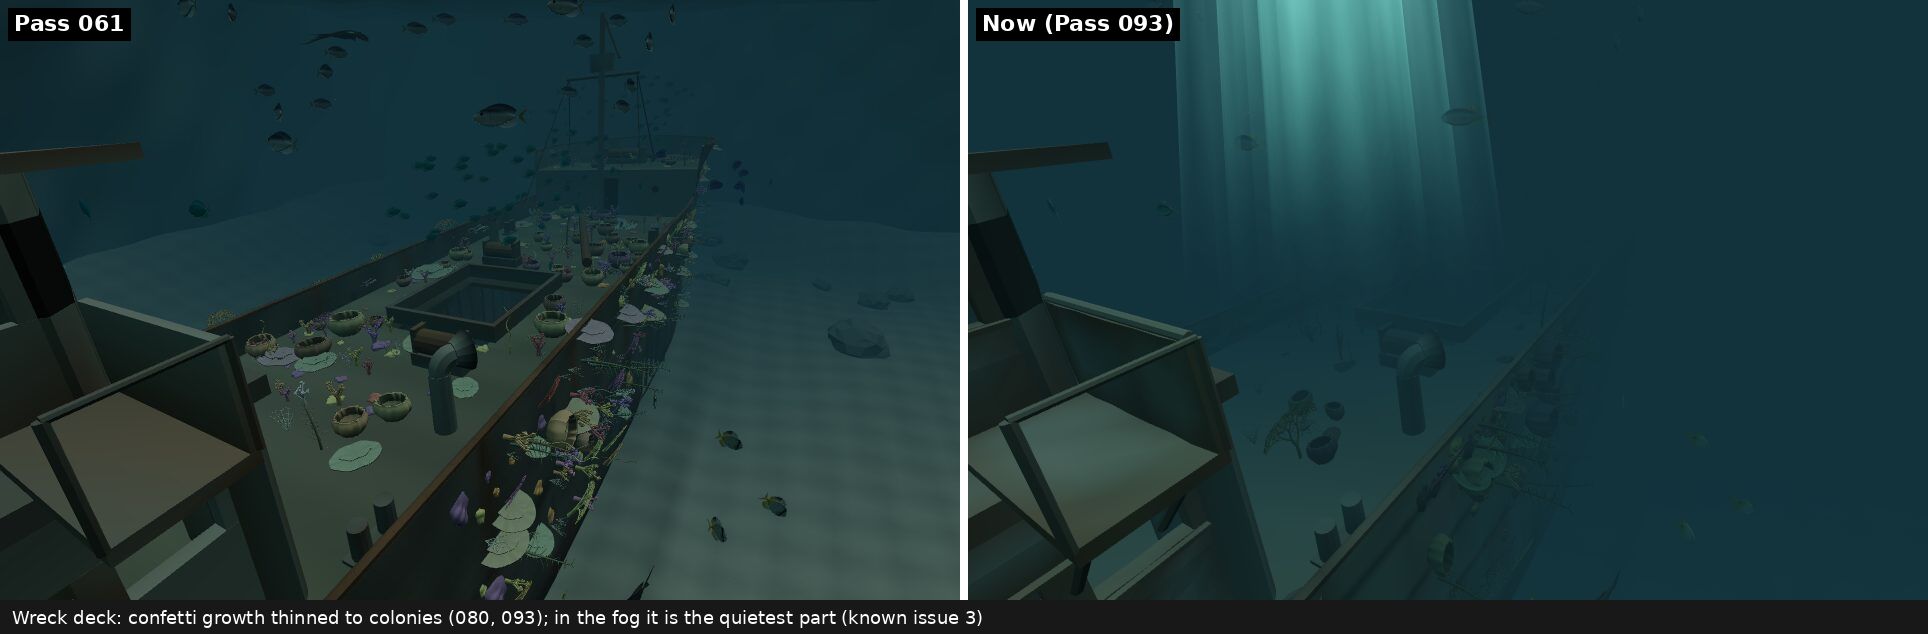 Pass 061
Now (Pass 093)
Wreck deck: confetti growth thinned to colonies (080, 093); in the fog it is the quietest part (known issue 3)